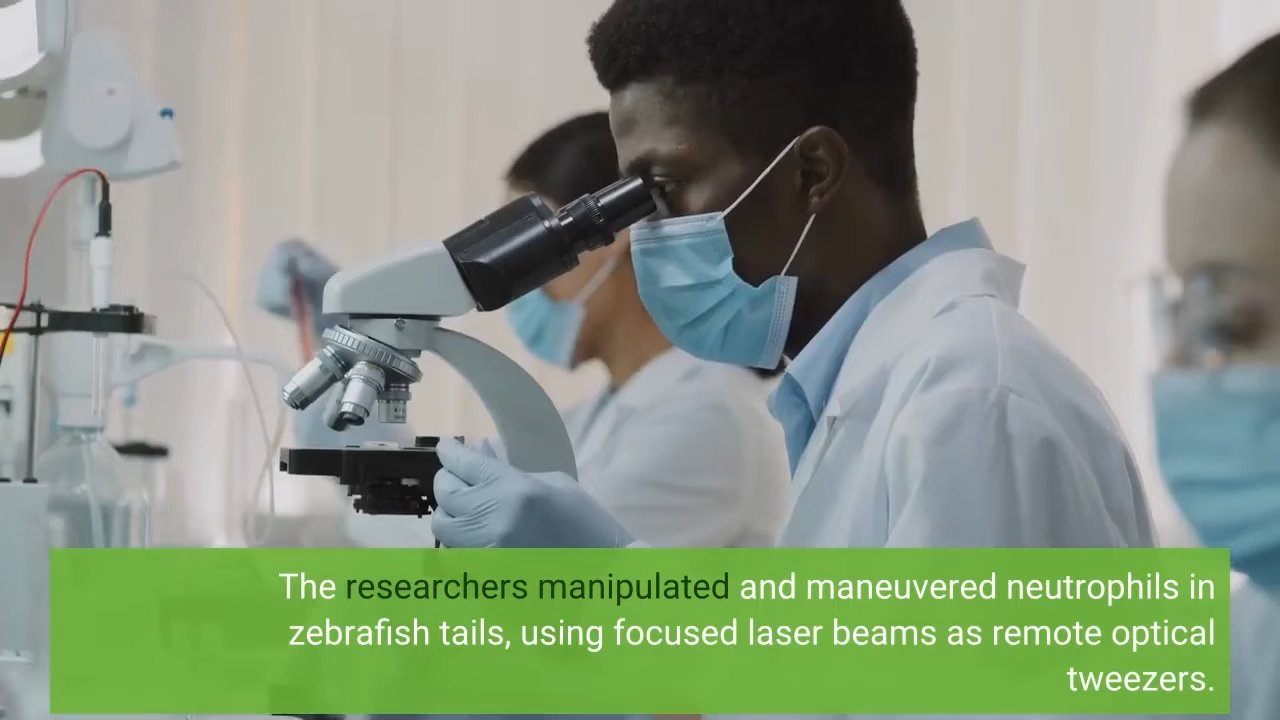 The researchers manipulated and maneuvered neutrophils in
zebrafish tails, using focused laser beams as remote optical
tweezers.